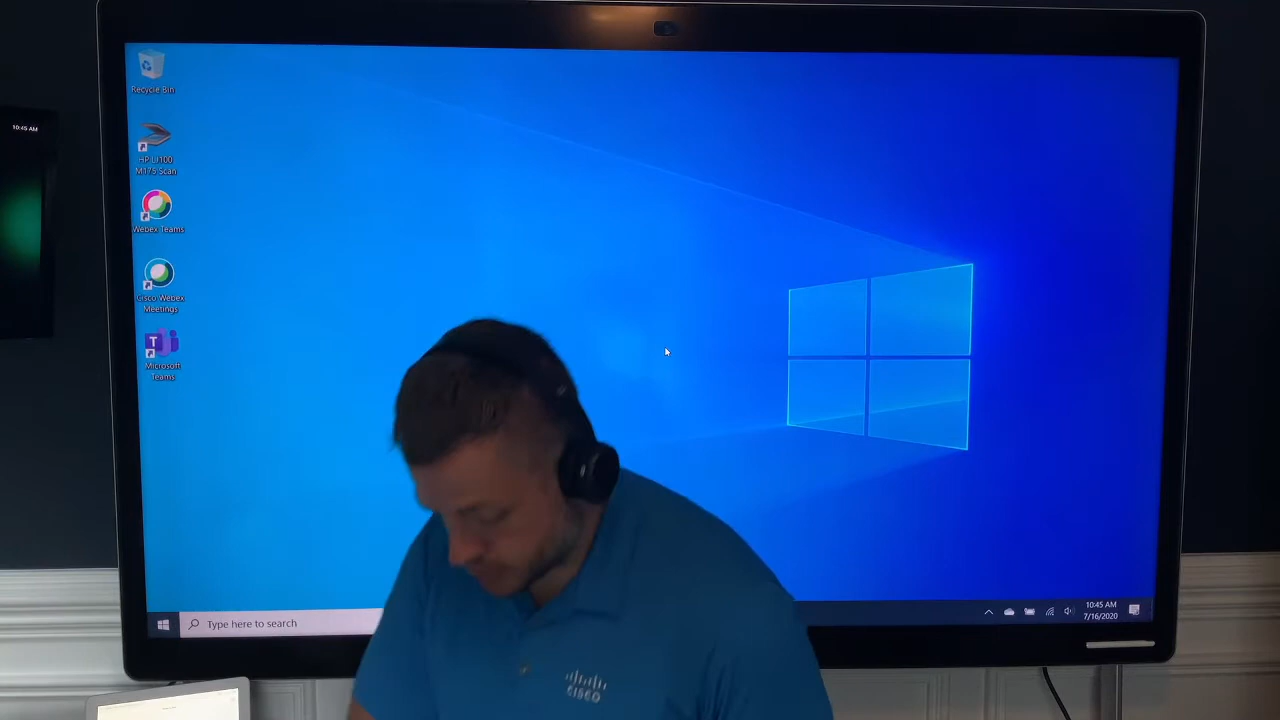 10:45 AM
Recycle Bin
HP LJ100
M175 Scan
Webex Teams
Cisco Webex
Meetings
T
Microsoft
Teams
Type here to search
10:45 AM
7/16/2020
CISCO